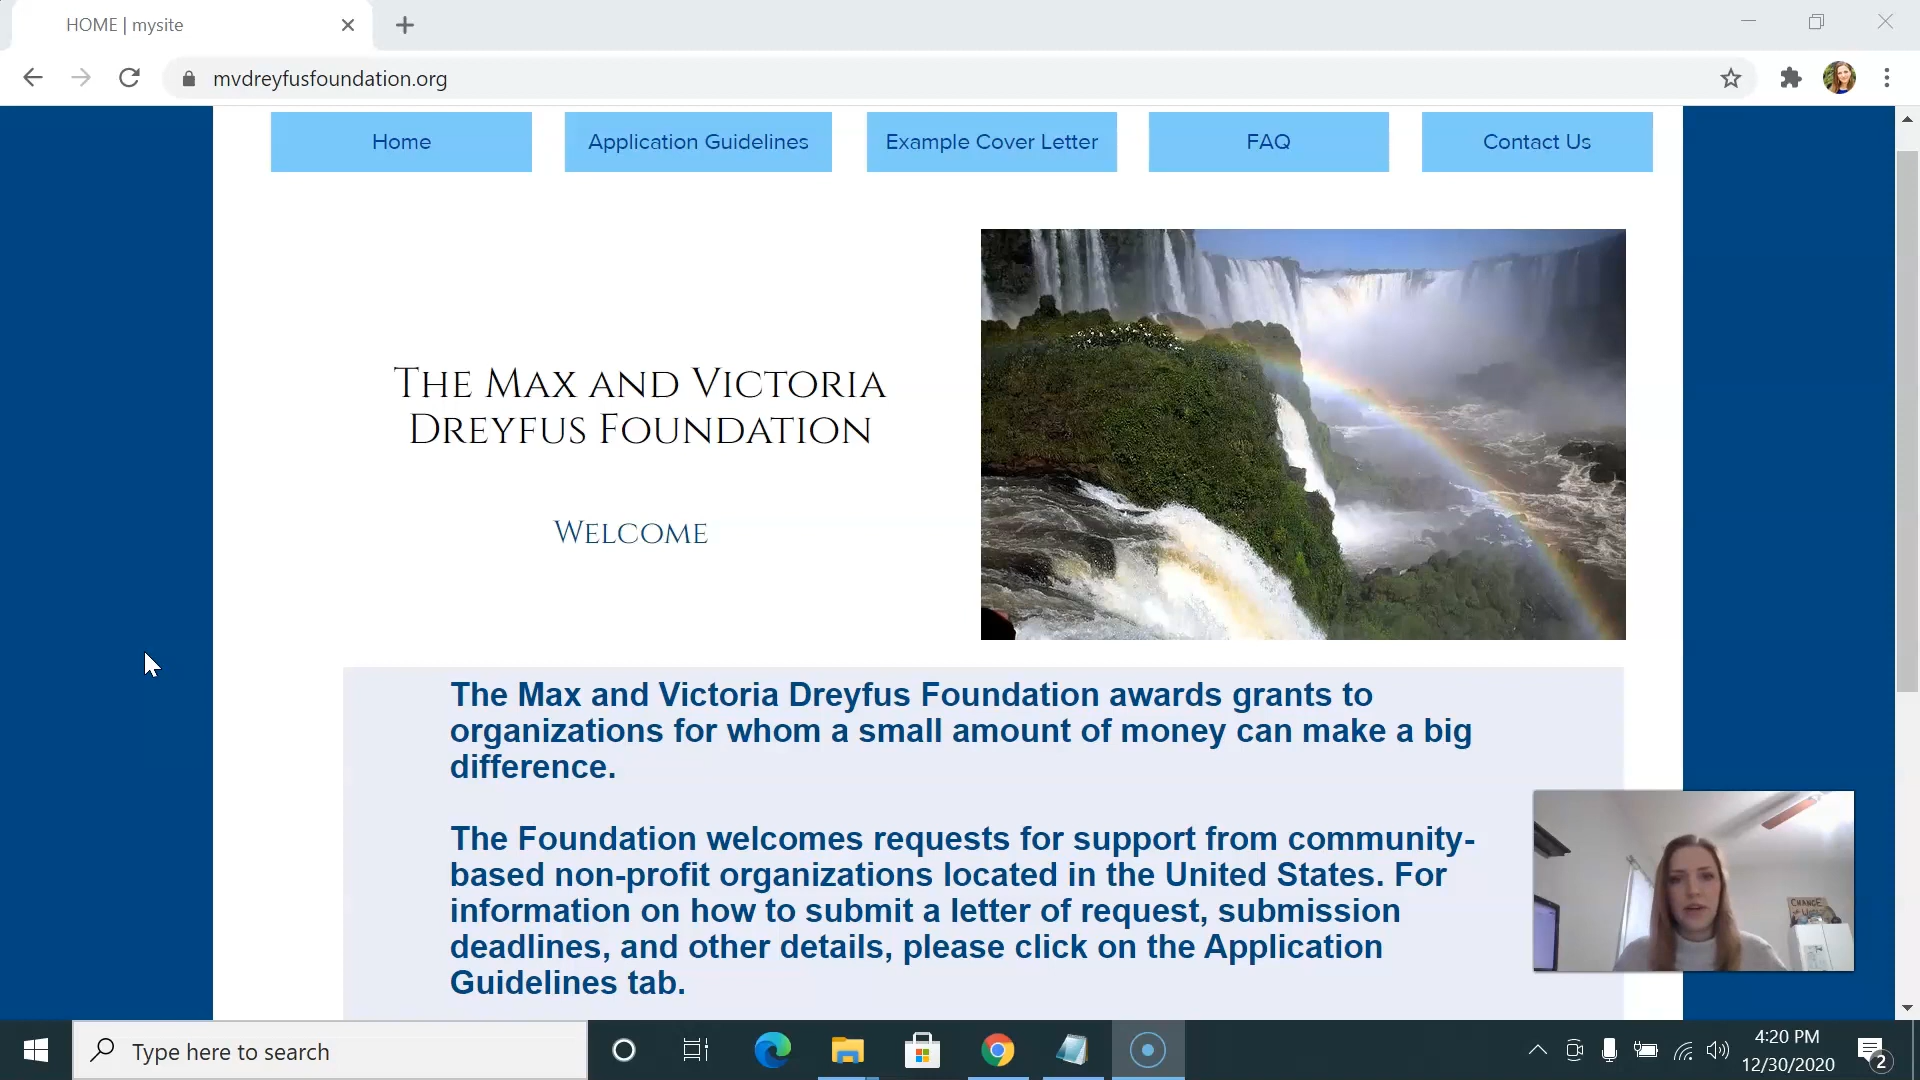 HOME | mysite
mvdreyfusfoundation.org
Home
Application Guidelines
Example Cover Letter
FAQ
Contact Us
THE MAX AND VICTORIA
DREYFUS FOUNDATION
WELCOME
The Max and Victoria Dreyfus Foundation awards grants to
organizations for whom a small amount of money can make a big
difference.
The Foundation welcomes requests for support from community-
based non-profit organizations located in the United States. For
information on how to submit a letter of request, submission
deadlines, and other details, please click on the Application
Guidelines tab.
CHANGE
Type here to search
4:20 PM
12/30/2020
2